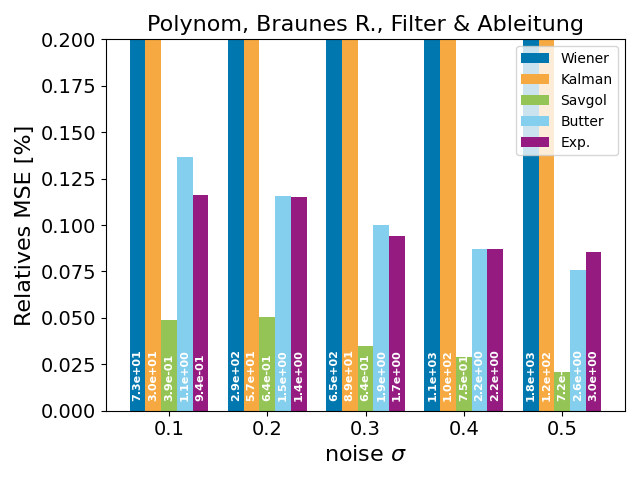 Polynom, Braunes R., Filter & Ableitung
Relatives MSE [%]
0.200
0.175
0.150
0.125
0.100
0.075
0.050
0.025
0.000
Wiener
Kalman
Savgol
Butter
Exp.
7.3e+01
3.0e+01
3.9e-01
1.1e+00
9.4e-01
2.9e+02
5.7e+01
6.4e-01
1.5e+00
1.4e+00
6.5e+02
8.9e+01
6.4e-01
1.9e+00
1.7e+00
1.1e+03
1.0e+02
7.5e-01
2.2e+00
2.2e+00
1.8e+03
1.2e+02
7.2e-
2.6e+00
3.0e+00
0.1 0.2 0.3 0.4 0.5
noise σ